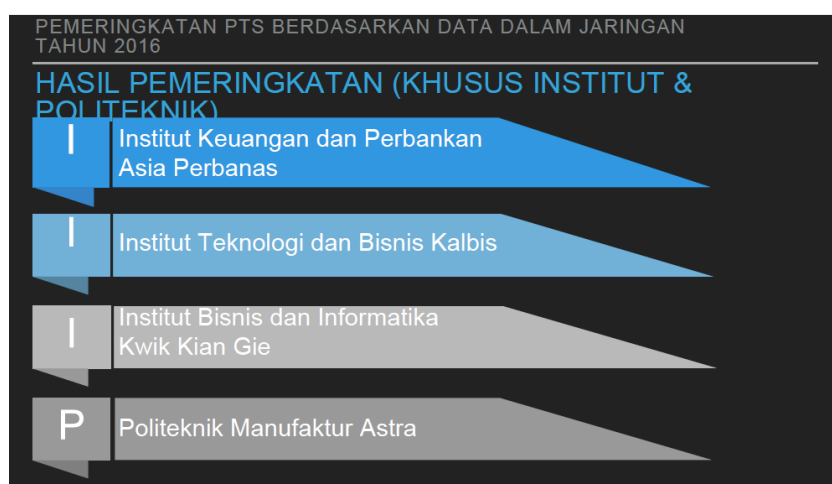 PEMERINGKATAN PTS BERDASARKAN DATA DALAM JARINGAN
TAHUN 2016
HASIL PEMERINGKATAN (KHUSUS INSTITUT &
POLITEKNIK)
I
Institut Keuangan dan Perbankan
Asia Perbanas
I
Institut Teknologi dan Bisnis Kalbis
I
Institut Bisnis dan Informatika
Kwik Kian Gie
P
Politeknik Manufaktur Astra